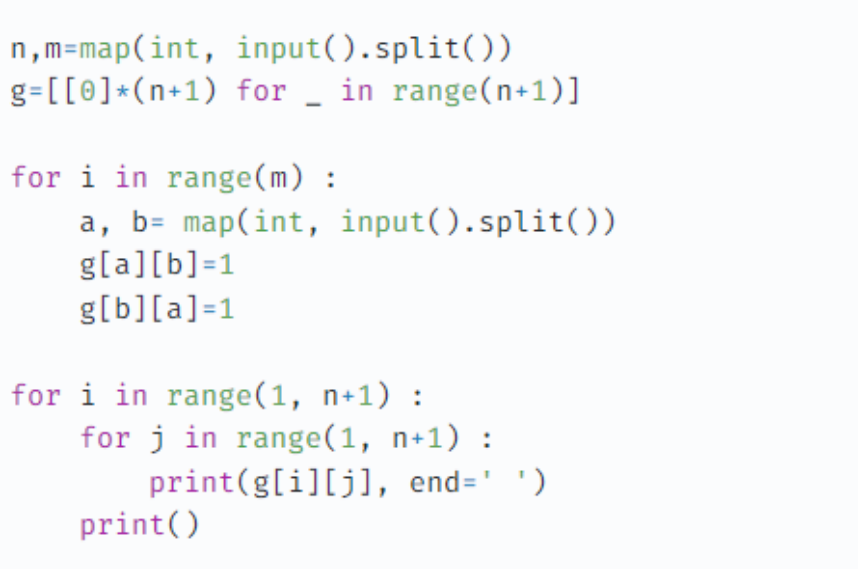 n,m=map(int, input().split())
g=[[0]*(n+1) for _ in range(n+1)]
for i in range(m) :
    a, b= map(int, input().split())
    g[a][b]=1
    g[b][a]=1
for i in range(1, n+1) :
    for j in range(1, n+1) :
        print(g[i][j], end=' ')
    print()